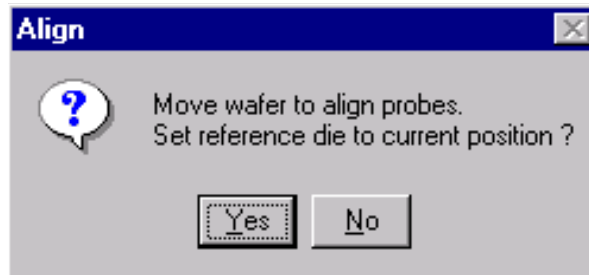 Align
Move wafer to align probes.
Set reference die to current position ?
Yes No